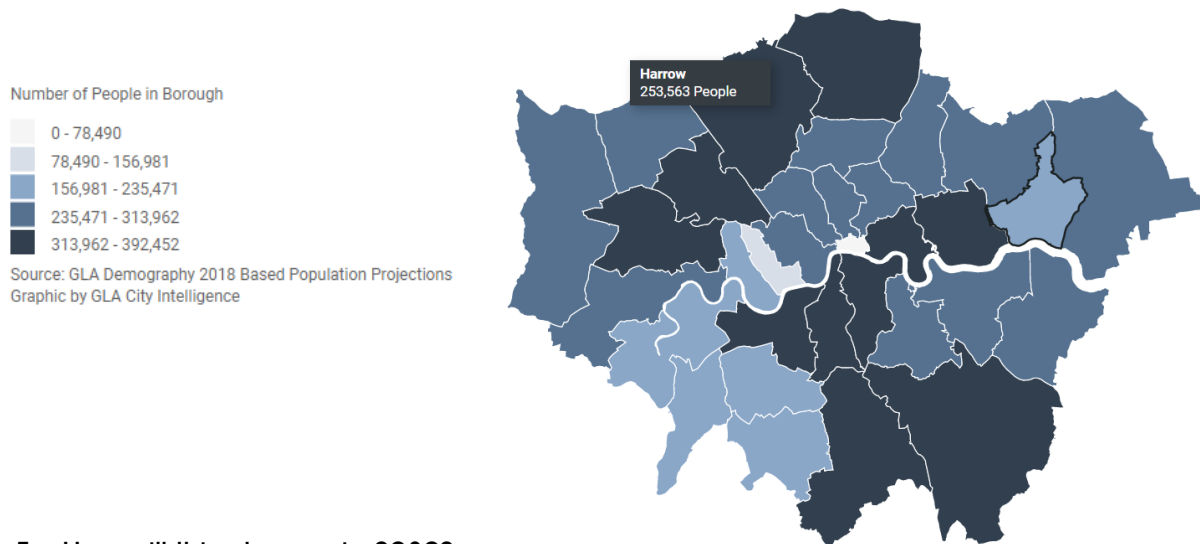 Number of People in Borough
0 - 78,490
78,490 - 156,981
156,981 - 235,471
235,471 - 313,962
313,962 - 392,452
Source: GLA Demography 2018 Based Population Projections
Graphic by GLA City Intelligence
Harrow
253,563 People